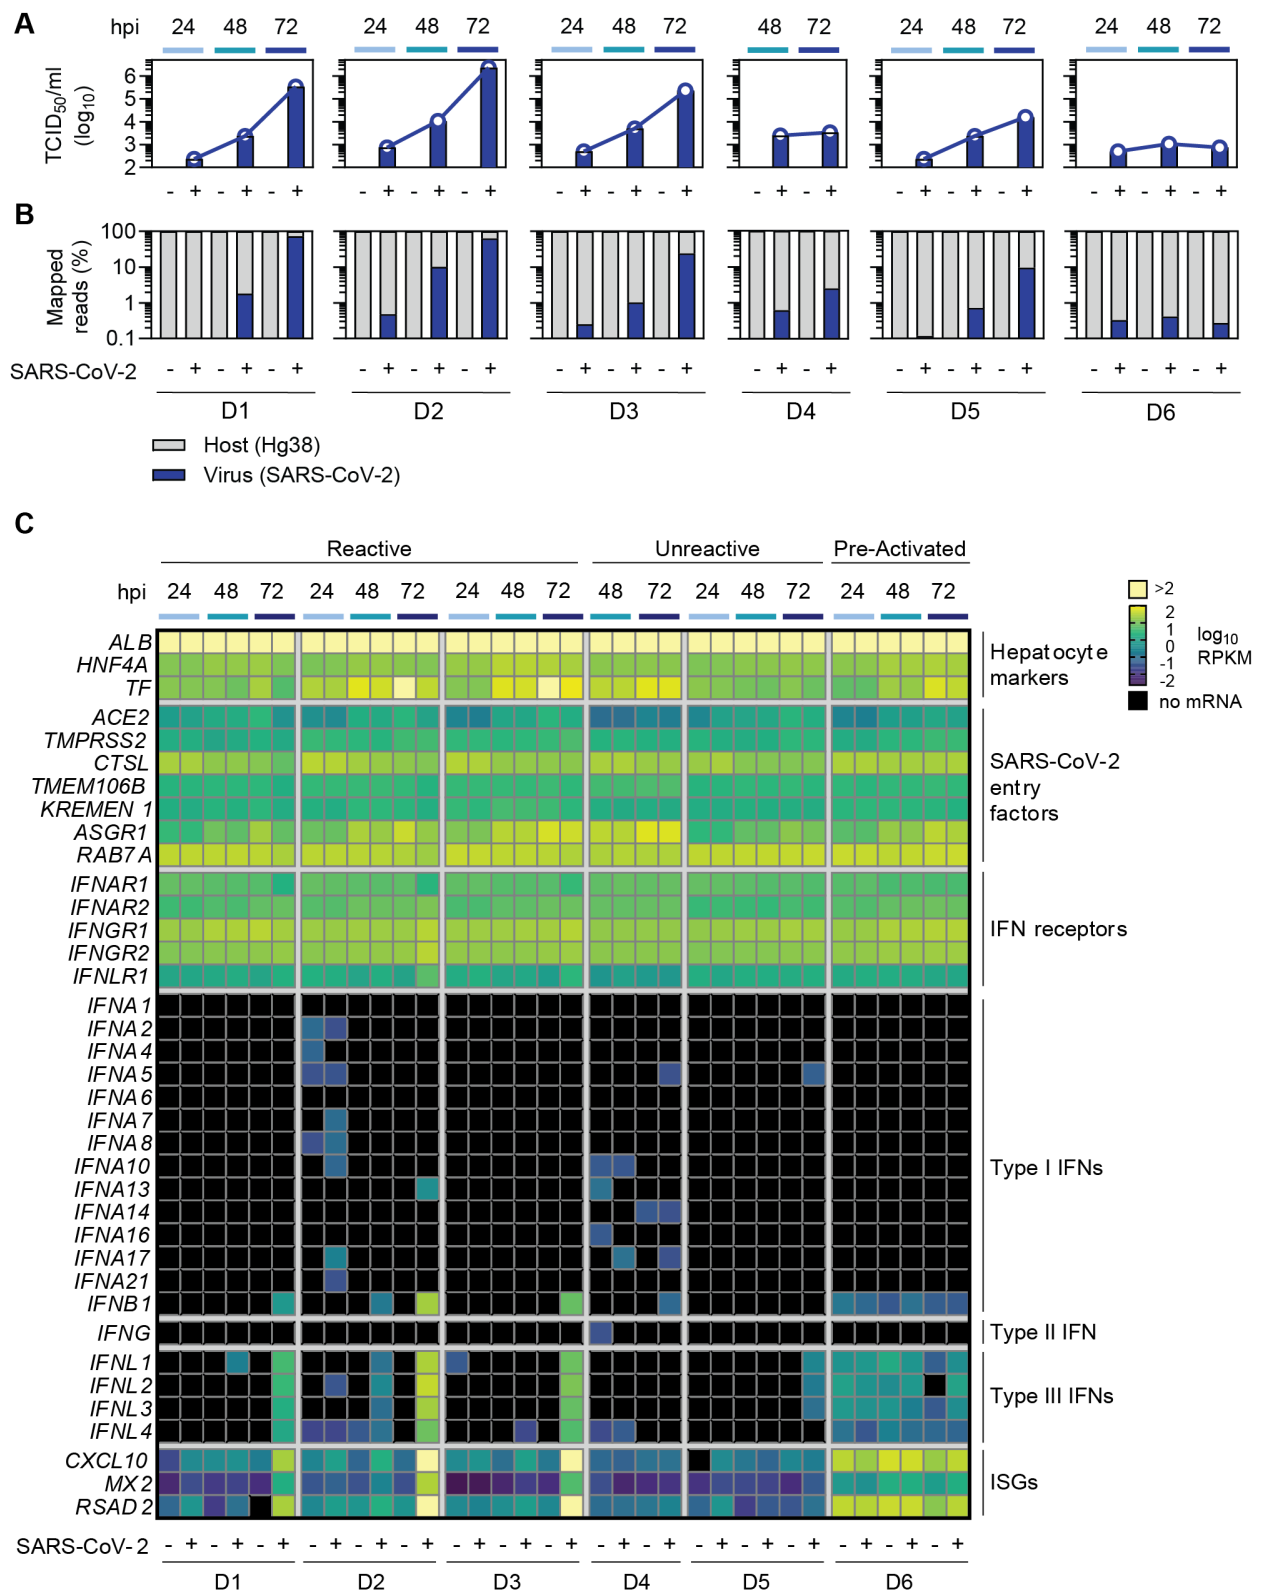 A
hpi 24 48 72 24 48 72 24 48 72 48 72 24 48 72 24 48 72
TCID50/ml
(log10)
6
5
4
3
2
- + - + - + - + - + - + - + - + - + - + - + - + - + - + - + - + - +
B
Mapped
reads (%)
100
10
1
0.1
SARS-CoV-2 - + - + - + - + - + - + - + - + - + - + - + - + - + - + - + - + - +
D1 D2 D3 D4 D5 D6
Host (Hg38)
Virus (SARS-CoV-2)
C
Reactive Unreactive Pre-Activated
hpi 24 48 72 24 48 72 24 48 72 48 72 24 48 72 24 48 72
>2
2
1
0
-1
-2
log10
RPKM
no mRNA
ALB
HNF4A
TF
Hepatocyte
markers
ACE2
TMPRSS2
CTSL
TMEM106B
KREMEN 1
ASGR1
RAB7A
SARS-CoV-2
entry
factors
IFNAR1
IFNAR2
IFNGR1
IFNGR2
IFNLR1
IFN receptors
IFNA1
IFNA2
IFNA4
IFNA5
IFNA6
IFNA7
IFNA8
IFNA10
IFNA13
IFNA14
IFNA16
IFNA17
IFNA21
IFNB1
Type I IFNs
IFNG
Type II IFN
IFNL1
IFNL2
IFNL3
IFNL4
Type III IFNs
CXCL10
MX2
RSAD2
ISGs
SARS-CoV-2 - + - + - + - + - + - + - + - + - + - + - + - + - + - + - + - + - +
D1 D2 D3 D4 D5 D6